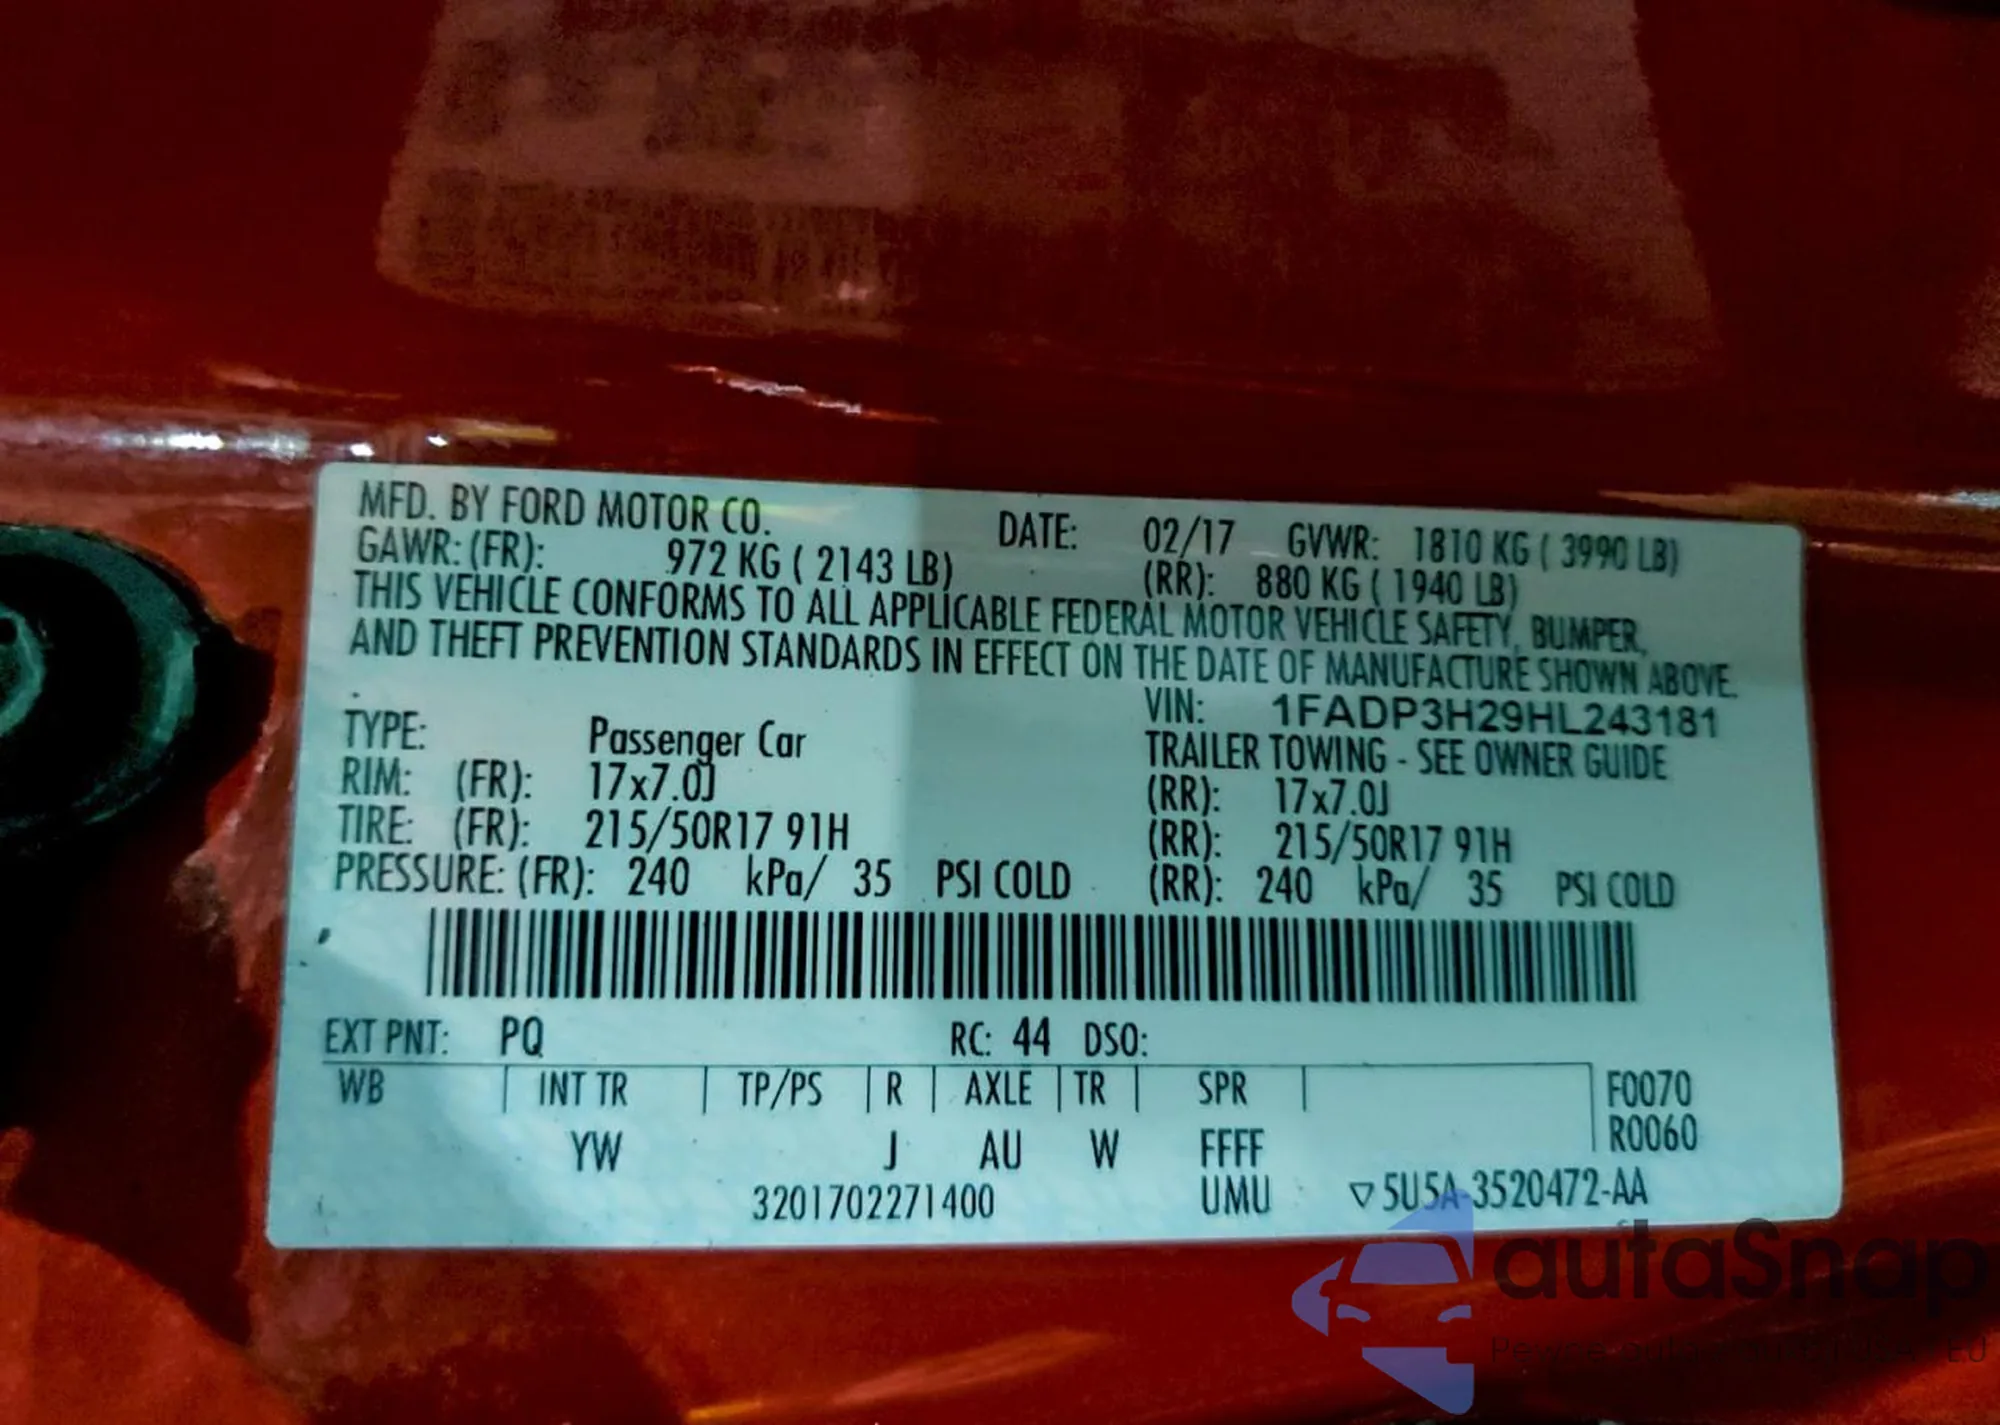 MFD. BY FORD MOTOR CO. DATE: 02/17 GVWR: 1810 KG ( 3990 LB)
GAWR: (FR): 972 KG ( 2143 LB) (RR): 880 KG ( 1940 LB)
THIS VEHICLE CONFORMS TO ALL APPLICABLE FEDERAL MOTOR VEHICLE SAFETY, BUMPER,
AND THEFT PREVENTION STANDARDS IN EFFECT ON THE DATE OF MANUFACTURE SHOWN ABOVE.
VIN: 1FADP3H29HL243181
TYPE: Passenger Car TRAILER TOWING - SEE OWNER GUIDE
RIM: (FR): 17x7.0J (RR): 17x7.0J
TIRE: (FR): 215/50R17 91H (RR): 215/50R17 91H
PRESSURE: (FR): 240 kPa/ 35 PSI COLD (RR): 240 kPa/ 35 PSI COLD
EXT PNT: PQ RC: 44 DSO:
WB INT TR TP/PS R AXLE TR SPR F0070
R0060
YW J AU W FFFF
3201702271400 UMU ▽5U5A-3520472-AA
autaSnap